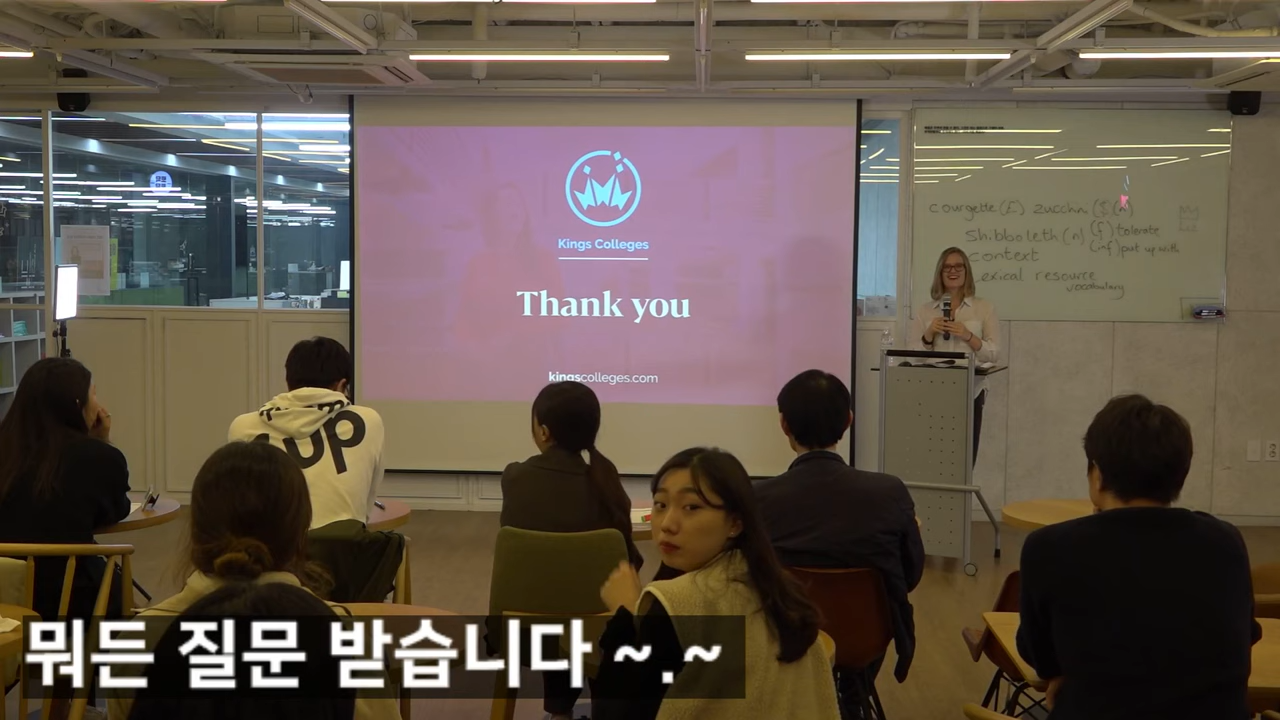 Kings Colleges
Thank you
kingscolleges.com
courgette (E) zucchini ($ (n)
Shibboleth (n) (f) tolerate
(inf) put up with
context
Lexical resource
vocabulary
4up
뭐든 질문 받습니다 ~.~